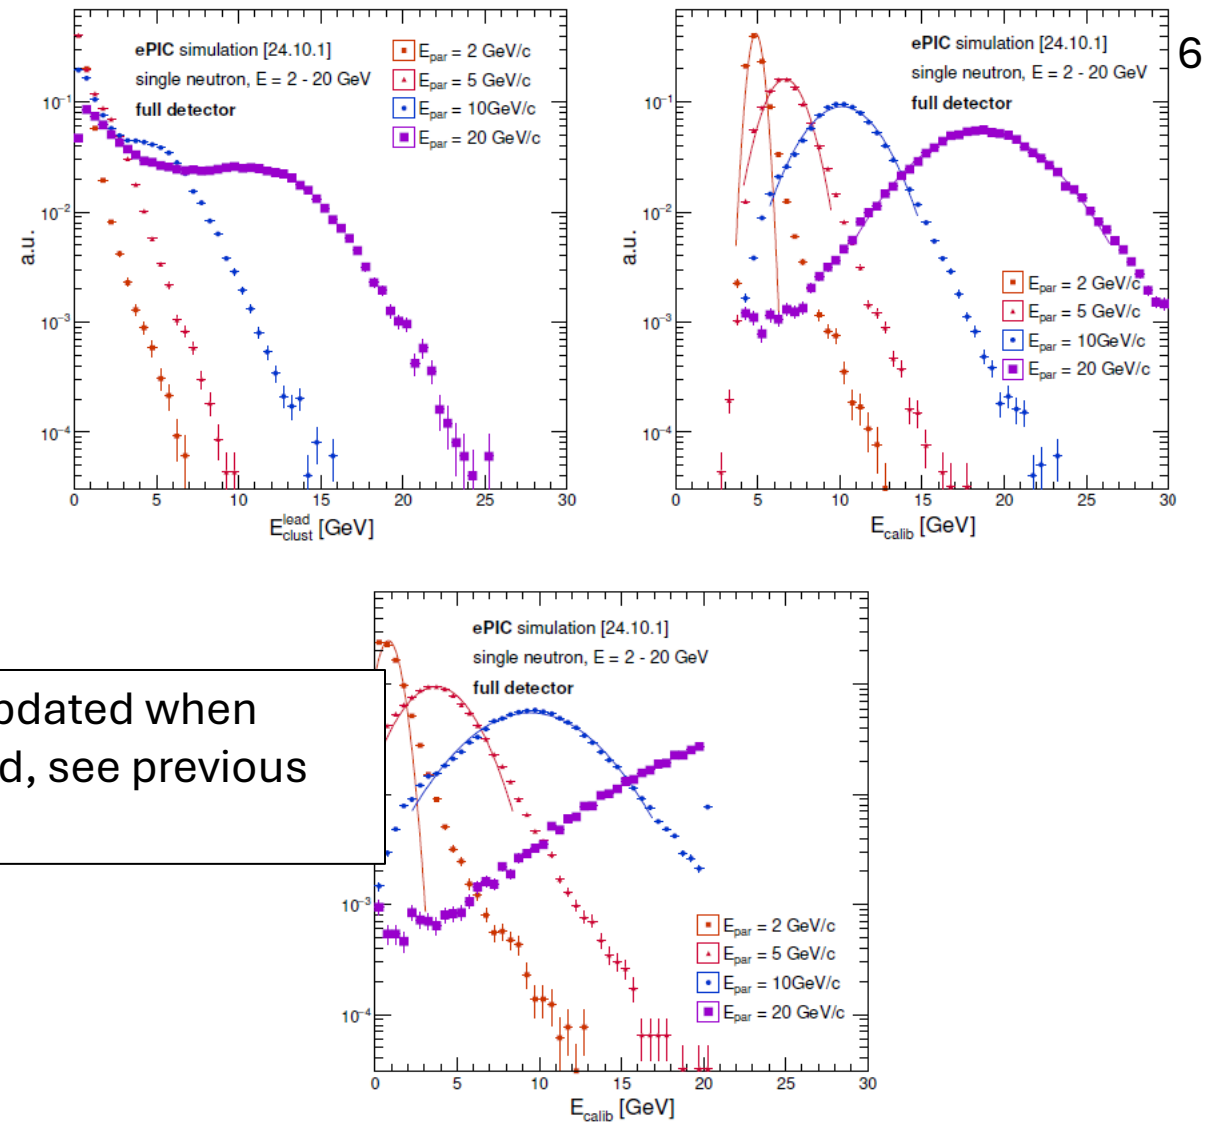 ePIC simulation [24.10.1]
single neutron, E = 2 - 20 GeV
full detector
E_par = 2 GeV/c
E_par = 5 GeV/c
E_par = 10GeV/c
E_par = 20 GeV/c
a.u.
10⁻¹
10⁻²
10⁻³
10⁻⁴
0 5 10 15 20 25 30
E_clust^lead [GeV]
ePIC simulation [24.10.1]
single neutron, E = 2 - 20 GeV
full detector
6
E_par = 2 GeV/c
E_par = 5 GeV/c
E_par = 10GeV/c
E_par = 20 GeV/c
a.u.
10⁻¹
10⁻²
10⁻³
10⁻⁴
0 5 10 15 20 25 30
E_calib [GeV]
ePIC simulation [24.10.1]
single neutron, E = 2 - 20 GeV
full detector
pdated when
d, see previous
10⁻³
10⁻⁴
E_par = 2 GeV/c
E_par = 5 GeV/c
E_par = 10GeV/c
E_par = 20 GeV/c
0 5 10 15 20 25 30
E_calib [GeV]